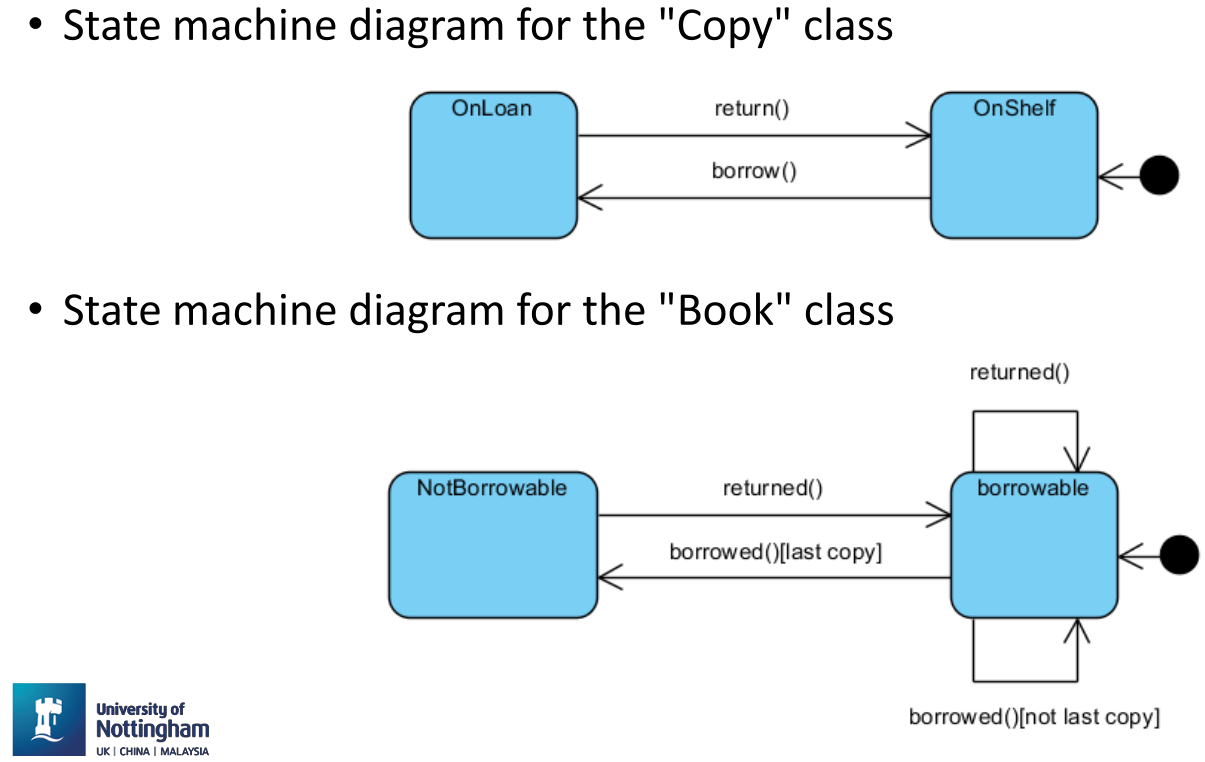 • State machine diagram for the "Copy" class
OnLoan
return()
OnShelf
borrow()
• State machine diagram for the "Book" class
returned()
NotBorrowable
returned()
borrowable
borrowed()[last copy]
borrowed()[not last copy]
University of
Nottingham
UK | CHINA | MALAYSIA